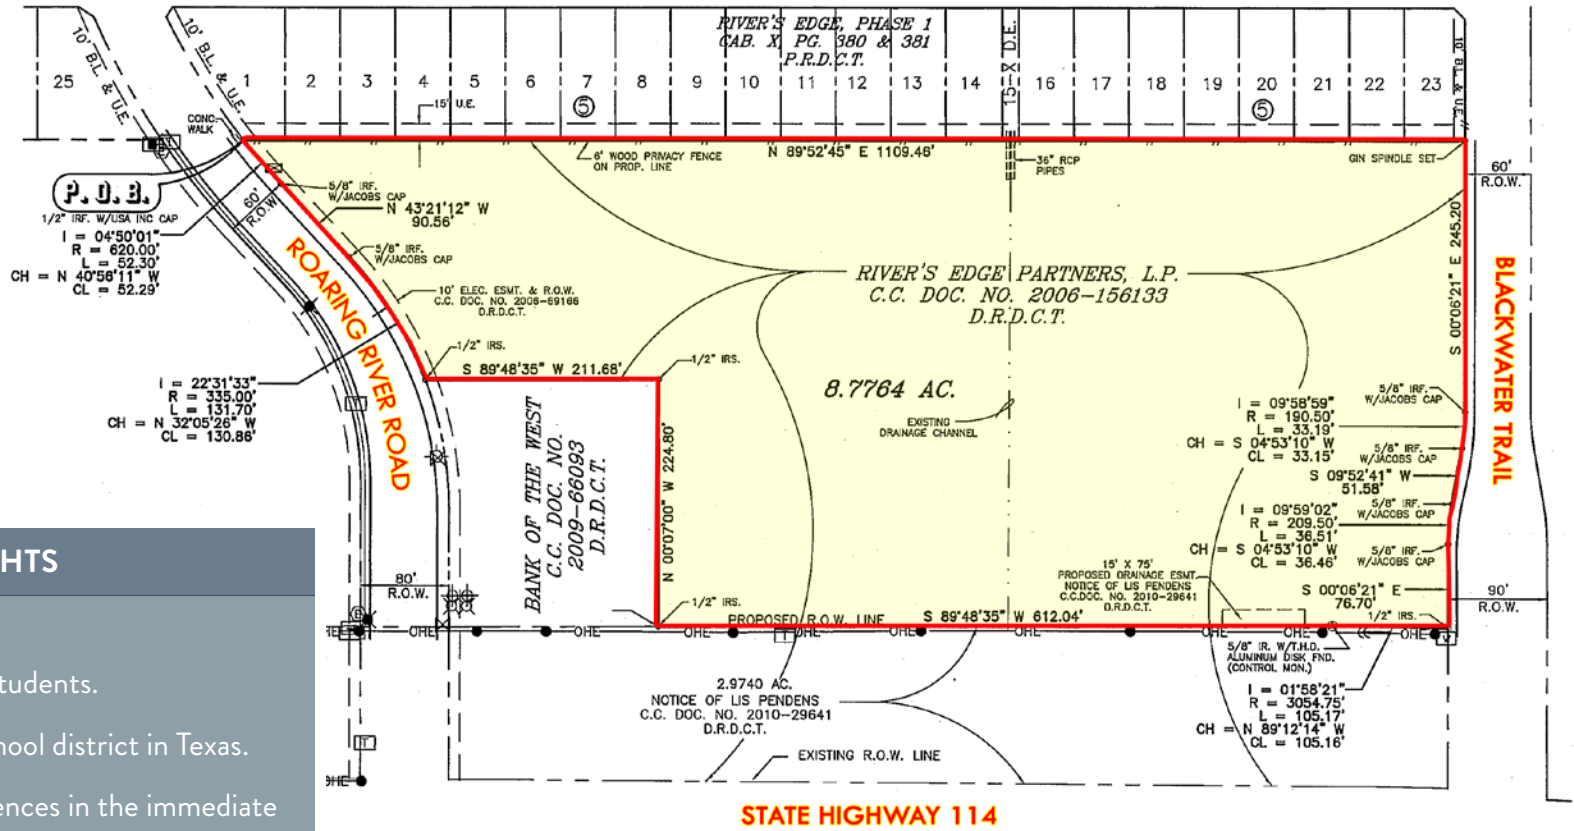 RIVER'S EDGE, PHASE 1
CAB. X, PG. 380 & 381
P.R.D.C.T.
10' B.L. & U.E.
10' B.L. & U.E.
25
1
2
3
4
5
6
7
8
9
10
11
12
13
14
15-X D.E.
16
17
18
19
20
21
22
23
10' BL & UE
5
5
15' U.E.
CONC.
WALK
6' WOOD PRIVACY FENCE
ON PROP. LINE
N 89°52'45" E 1109.46'
36" RCP
PIPES
GIN SPINDLE SET
60'
R.O.W.
P.O.B.
1/2" IRF. W/USA INC CAP
I = 04°50'01"
R = 620.00'
L = 52.30'
CH = N 40°56'11" W
CL = 52.29'
60'
R.O.W.
5/8" IRF.
W/JACOBS CAP
N 43°21'12" W
90.56'
5/8" IRF.
W/JACOBS CAP
10' ELEC. ESMT. & R.O.W.
C.C. DOC. NO. 2006-69166
D.R.D.C.T.
ROARING RIVER ROAD
RIVER'S EDGE PARTNERS, L.P.
C.C. DOC. NO. 2006-156133
D.R.D.C.T.
S 00°06'21" E 245.20'
BLACKWATER TRAIL
1/2" IRS.
S 89°48'35" W 211.68'
1/2" IRS.
8.7764 AC.
EXISTING
DRAINAGE CHANNEL
I = 22°31'33"
R = 335.00'
L = 131.70'
CH = N 32°05'26" W
CL = 130.86'
5/8" IRF.
W/JACOBS CAP
I = 09°58'59"
R = 190.50'
L = 33.19'
CH = S 04°53'10" W
CL = 33.15'
5/8" IRF.
W/JACOBS CAP
S 09°52'41" W
51.58'
5/8" IRF.
W/JACOBS CAP
I = 09°59'02"
R = 209.50'
L = 36.51'
CH = S 04°53'10" W
CL = 36.46'
5/8" IRF.
W/JACOBS CAP
BANK OF THE WEST
C.C. DOC. NO.
2009-66093
D.R.D.C.T.
N 00°07'00" W 224.80'
15' X 75'
PROPOSED DRAINAGE ESMT.
NOTICE OF LIS PENDENS
C.C.DOC. NO. 2010-29641
D.R.D.C.T.
S 00°06'21" E
76.70'
1/2" IRS.
90'
R.O.W.
80'
R.O.W.
1/2" IRS.
PROPOSED R.O.W. LINE
S 89°48'35" W 612.04'
OHE
OHE
OHE
OHE
OHE
OHE
OHE
OHE
OHE
OHE
5/8" IR. W/T.H.D.
ALUMINUM DISK FND.
(CONTROL MON.)
I = 01°58'21"
R = 3054.75'
L = 105.17'
CH = N 89°12'14" W
CL = 105.16'
2.9740 AC.
NOTICE OF LIS PENDENS
C.C. DOC. NO. 2010-29641
D.R.D.C.T.
EXISTING R.O.W. LINE
STATE HIGHWAY 114
GHTS
tudents.
hool district in Texas.
ences in the immediate